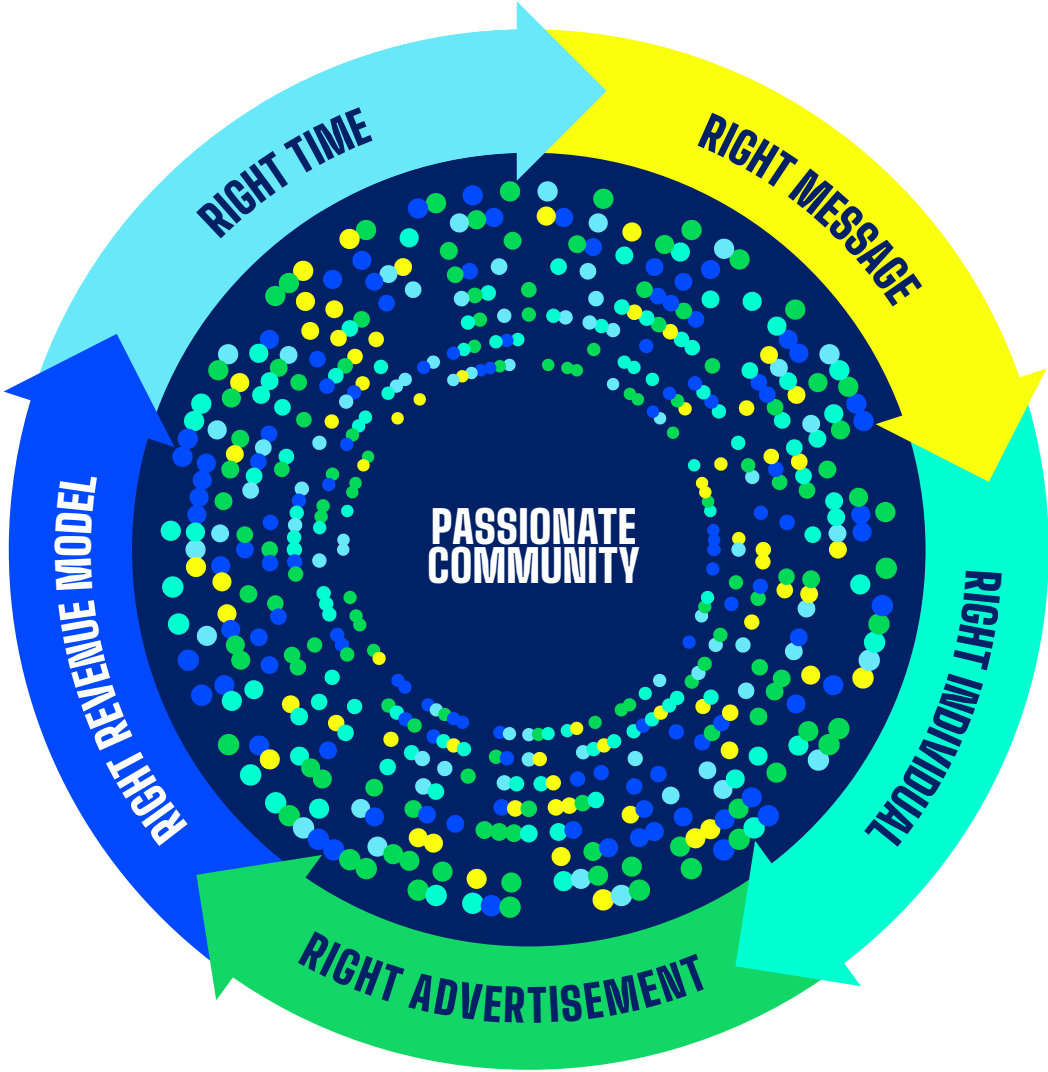 RIGHT TIME
RIGHT MESSAGE
RIGHT INDIVIDUAL
RIGHT ADVERTISEMENT
RIGHT REVENUE MODEL
PASSIONATE
COMMUNITY